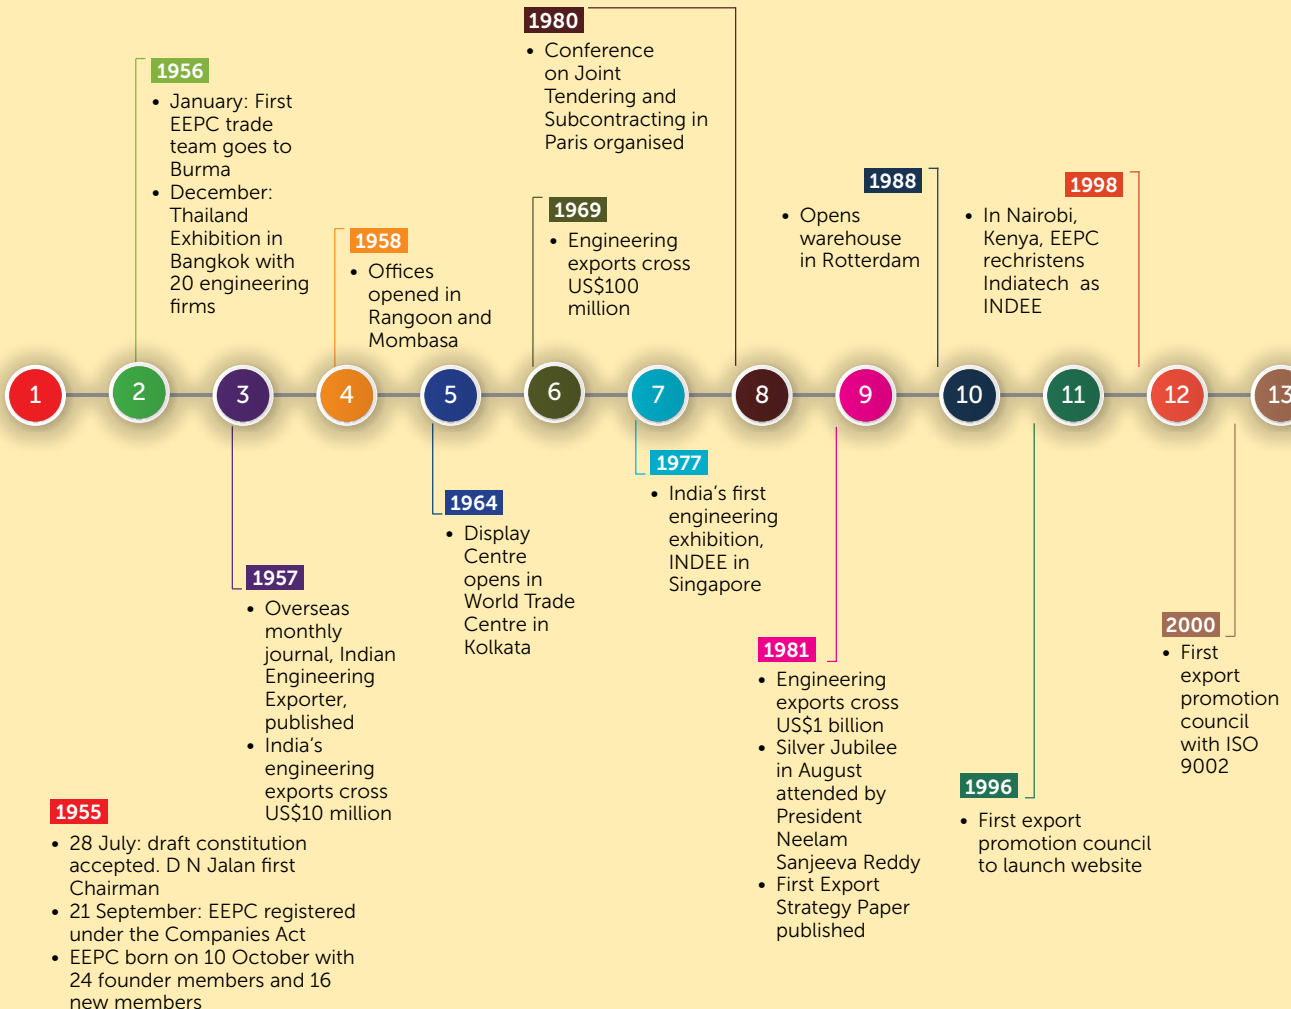 1980
• Conference
on Joint
Tendering and
Subcontracting in
Paris organised
1956
• January: First
EEPC trade
team goes to
Burma
• December:
Thailand
Exhibition in
Bangkok with
20 engineering
firms
1958
• Offices
opened in
Rangoon and
Mombasa
1969
• Engineering
exports cross
US$100
million
1988
• Opens
warehouse
in Rotterdam
1998
• In Nairobi,
Kenya, EEPC
rechristens
Indiatech as
INDEE
1
2
3
4
5
6
7
8
9
10
11
12
13
1977
• India’s first
engineering
exhibition,
INDEE in
Singapore
1964
• Display
Centre
opens in
World Trade
Centre in
Kolkata
1957
• Overseas
monthly
journal, Indian
Engineering
Exporter,
published
• India’s
engineering
exports cross
US$10 million
1981
• Engineering
exports cross
US$1 billion
• Silver Jubilee
in August
attended by
President
Neelam
Sanjeeva Reddy
• First Export
Strategy Paper
published
2000
• First
export
promotion
council
with ISO
9002
1996
• First export
promotion council
to launch website
1955
• 28 July: draft constitution
accepted. D N Jalan first
Chairman
• 21 September: EEPC registered
under the Companies Act
• EEPC born on 10 October with
24 founder members and 16
new members